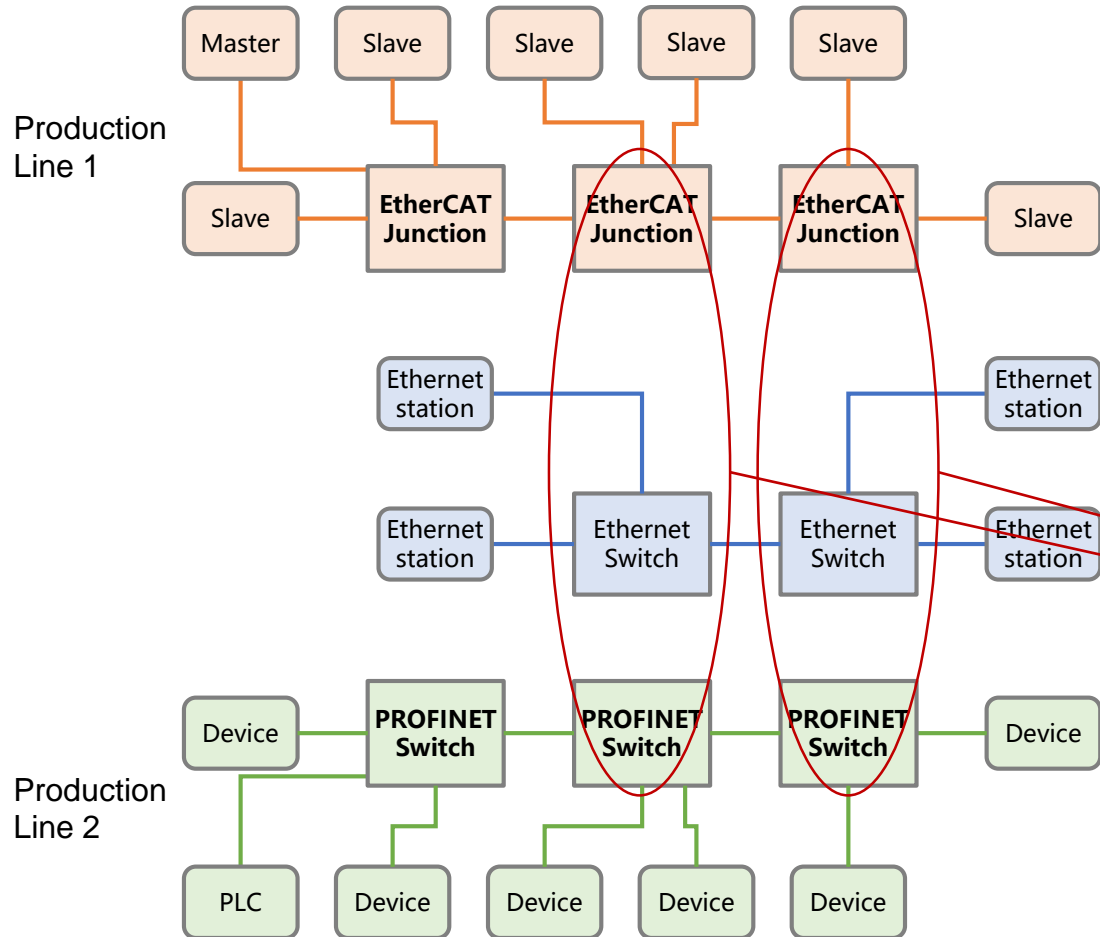 Master
Slave
Slave
Slave
Slave
Production
Line 1
Slave
EtherCAT
Junction
EtherCAT
Junction
EtherCAT
Junction
Slave
Ethernet
station
Ethernet
station
Ethernet
station
Ethernet
Switch
Ethernet
Switch
Ethernet
station
Device
PROFINET
Switch
PROFINET
Switch
PROFINET
Switch
Device
Production
Line 2
PLC
Device
Device
Device
Device